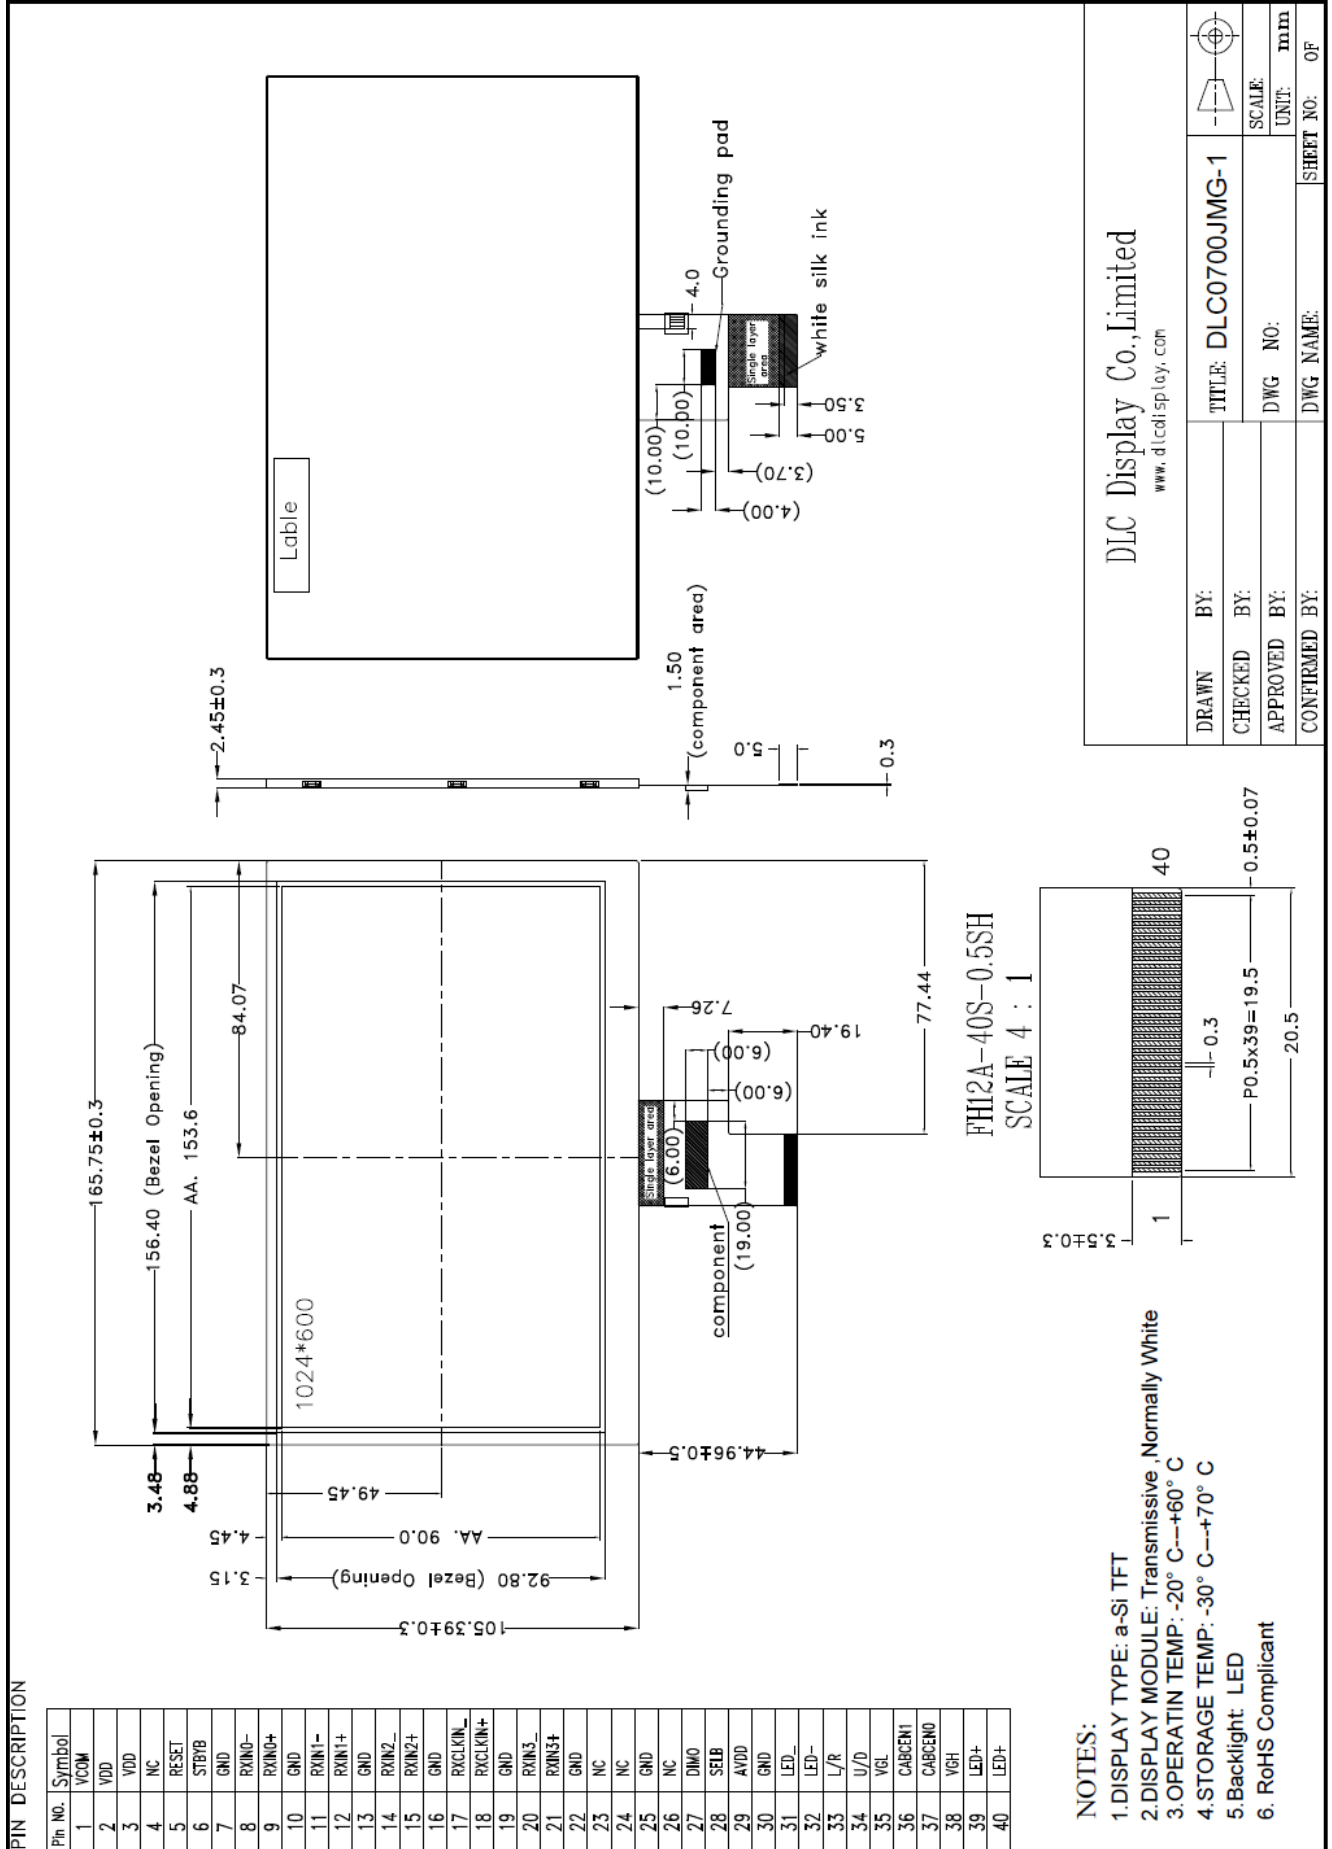 PIN DESCRIPTION
Pin NO. Symbol
1 VCOM
2 VDD
3 VDD
4 NC
5 RESET
6 STBYB
7 GND
8 RXIN0-
9 RXIN0+
10 GND
11 RXIN1-
12 RXIN1+
13 GND
14 RXIN2_
15 RXIN2+
16 GND
17 RXCLKIN_
18 RXCLKIN+
19 GND
20 RXIN3_
21 RXIN3+
22 GND
23 NC
24 NC
25 GND
26 NC
27 DIMO
28 SELB
29 AVDD
30 GND
31 LED_
32 LED-
33 L/R
34 U/D
35 VGL
36 CABCEN1
37 CABCEN0
38 VGH
39 LED+
40 LED+
165.75±0.3
156.40 (Bezel Opening)
AA. 153.6
84.07
3.48
4.88
1024*600
49.45
4.45
AA. 90.0
3.15
92.80 (Bezel Opening)
105.39±0.3
44.96±0.5
7.26
19.40
(6.00)
(6.00)
77.44
Single layer area
(6.00)
(19.00)
component
2.45±0.3
1.50
(component area)
5.0
0.3
Lable
4.0
Grounding pad
white silk ink
Single layer
area
(10.00)
(10.00)
3.50
5.00
(3.70)
(4.00)
FH12A-40S-0.5SH
SCALE 4 : 1
1
40
3.5±0.3
0.3
0.5±0.07
P0.5x39=19.5
20.5
NOTES:
1.DISPLAY TYPE: a-Si TFT
2.DISPLAY MODULE: Transmissive ,Normally White
3.OPERATIN TEMP: -20° C---+60° C
4.STORAGE TEMP: -30° C---+70° C
5.Backlight: LED
6. RoHS Complicant
DLC Display Co.,Limited
www.dlcdisplay.com
DRAWN BY:
CHECKED BY:
APPROVED BY:
CONFIRMED BY:
TITLE: DLC0700JMG-1
DWG NO:
DWG NAME:
SCALE:
UNIT: mm
SHEET NO: OF